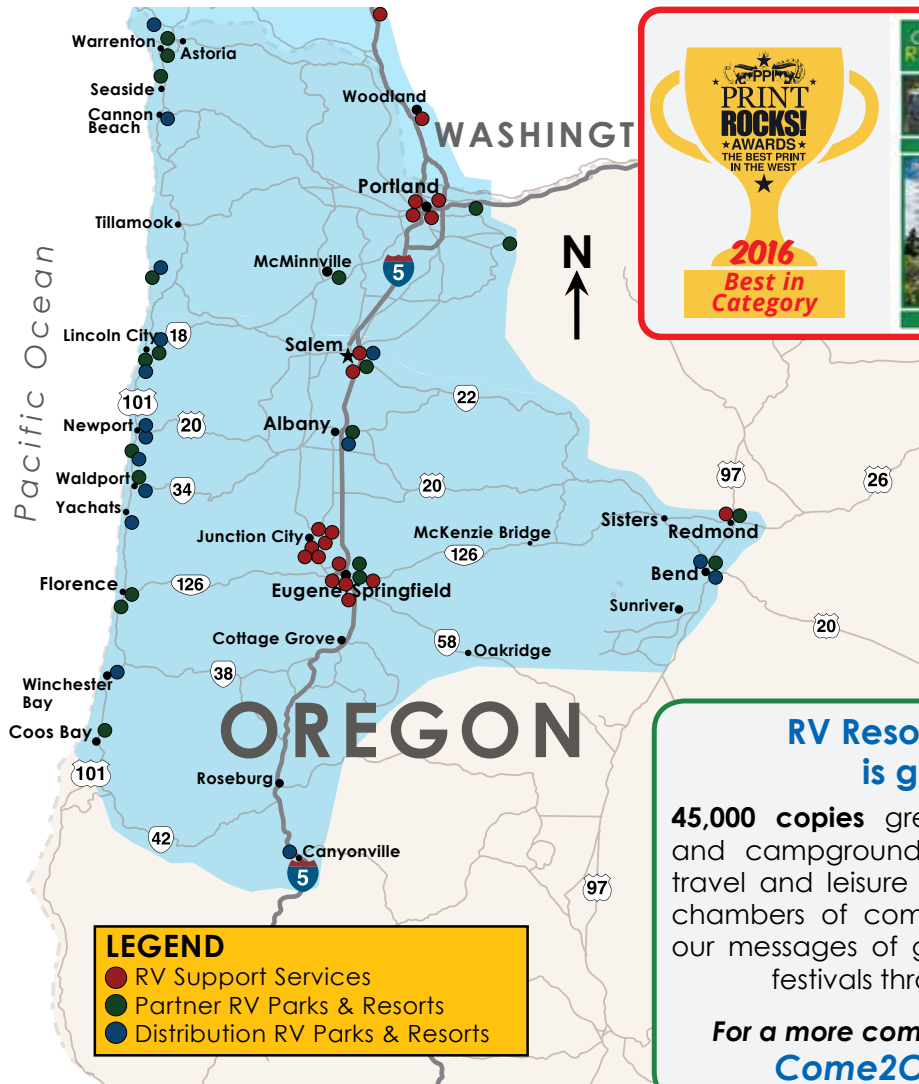 Warrenton
Astoria
Seaside
Cannon
Beach
Woodland
WASHINGT
Portland
Tillamook
McMinnville
5
N
Pacific Ocean
Lincoln City
18
Salem
101
22
Newport
20
Albany
Waldport
34
20
97
26
Yachats
Junction City
McKenzie Bridge
Sisters
Redmond
126
Florence
126
Eugene
Springfield
Bend
Sunriver
20
Cottage Grove
58
Oakridge
38
Winchester
Bay
OREGON
Coos Bay
101
Roseburg
42
Canyonville
5
97
LEGEND
RV Support Services
Partner RV Parks & Resorts
Distribution RV Parks & Resorts
PPI
PRINT
ROCKS!
AWARDS
THE BEST PRINT
IN THE WEST
2016
Best in
Category
RV Reso
is g
45,000 copies gre
and campground
travel and leisure
chambers of com
our messages of g
festivals thro
For a more com
Come2O